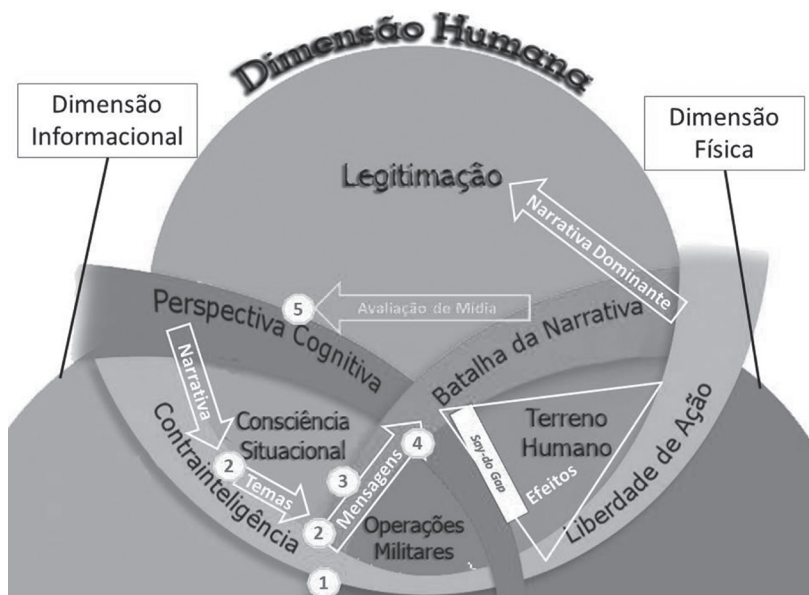 Dimensão Humana
Dimensão
Informacional
Dimensão
Física
Legitimação
Narrativa Dominante
Perspectiva Cognitiva
5
Avaliação de Mídia
Batalha da Narrativa
Narrativa
Consciência
Situacional
Terreno
Humano
Contrainteligência
2
Temas
3
Mensagens
4
Say-do Gap
Efeitos
Liberdade de Ação
2
Operações
Militares
1